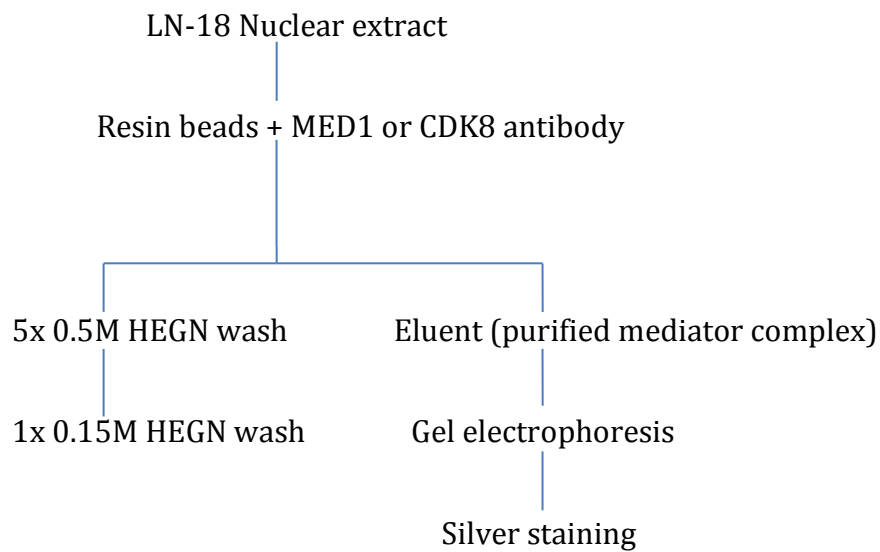 LN-18 Nuclear extract
Resin beads + MED1 or CDK8 antibody
5x 0.5M HEGN wash
Eluent (purified mediator complex)
1x 0.15M HEGN wash
Gel electrophoresis
Silver staining